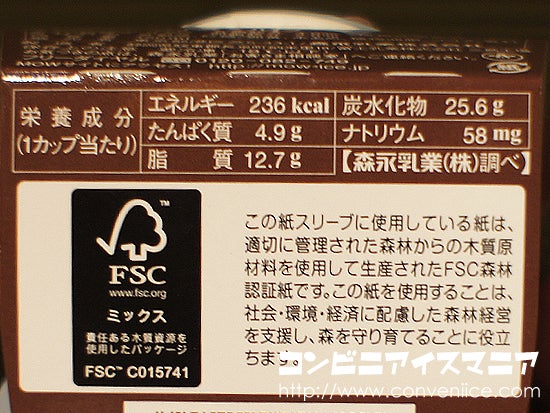 栄養成分
(1カップ当たり)
エネルギー 236 kcal
炭水化物 25.6 g
たんぱく質 4.9 g
ナトリウム 58 mg
脂 質 12.7 g
【森永乳業(株)調べ】
FSC
www.fsc.org
ミックス
責任ある木質資源を
使用したパッケージ
FSC™ C015741
この紙スリーブに使用している紙は、
適切に管理された森林からの木質原
材料を使用して生産されたFSC森林
認証紙です。この紙を使用することは、
社会・環境・経済に配慮した森林経営
を支援し、森を守り育てることに役立
ちます。
コンビニアイスマニア
http://www.conveniice.com/